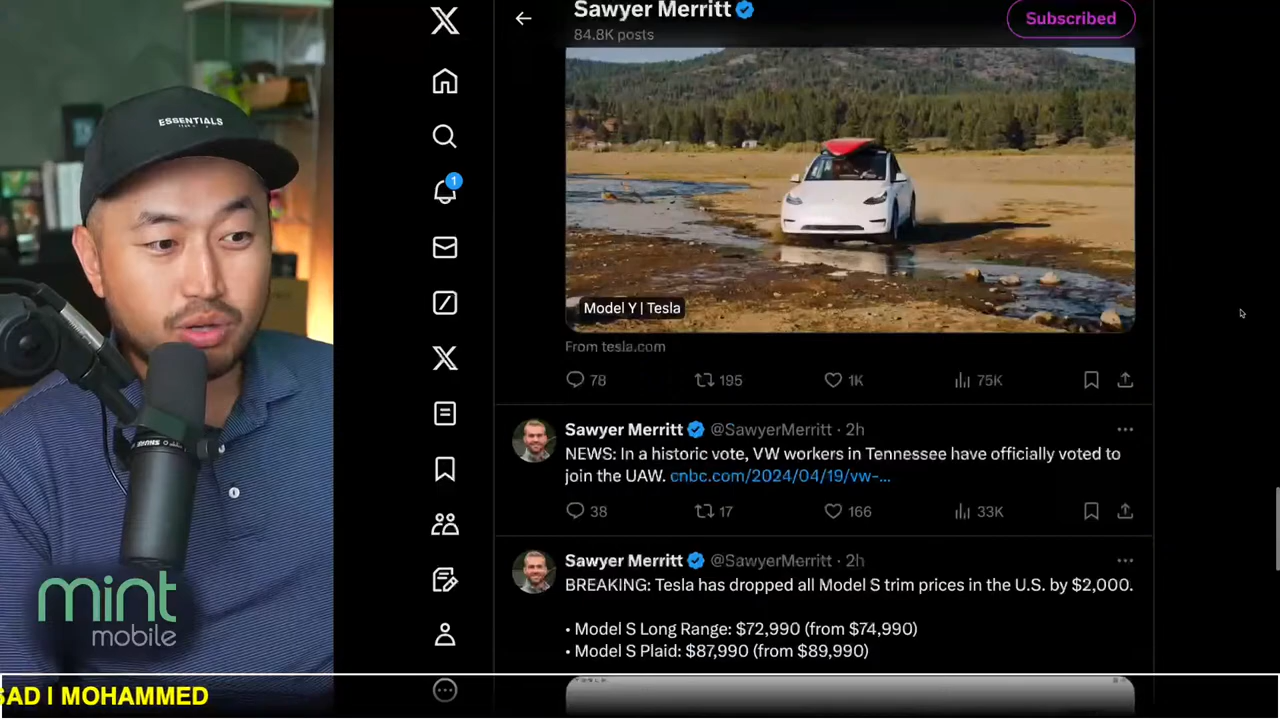 Sawyer Merritt
84.8K posts
Subscribed
ESSENTIALS
1
Model Y | Tesla
From tesla.com
78 195 1K 75K
Sawyer Merritt @SawyerMerritt · 2h
NEWS: In a historic vote, VW workers in Tennessee have officially voted to
join the UAW. cnbc.com/2024/04/19/vw-...
38 17 166 33K
Sawyer Merritt @SawyerMerritt · 2h
BREAKING: Tesla has dropped all Model S trim prices in the U.S. by $2,000.
• Model S Long Range: $72,990 (from $74,990)
• Model S Plaid: $87,990 (from $89,990)
SHURE
mint
mobile
SAD I MOHAMMED